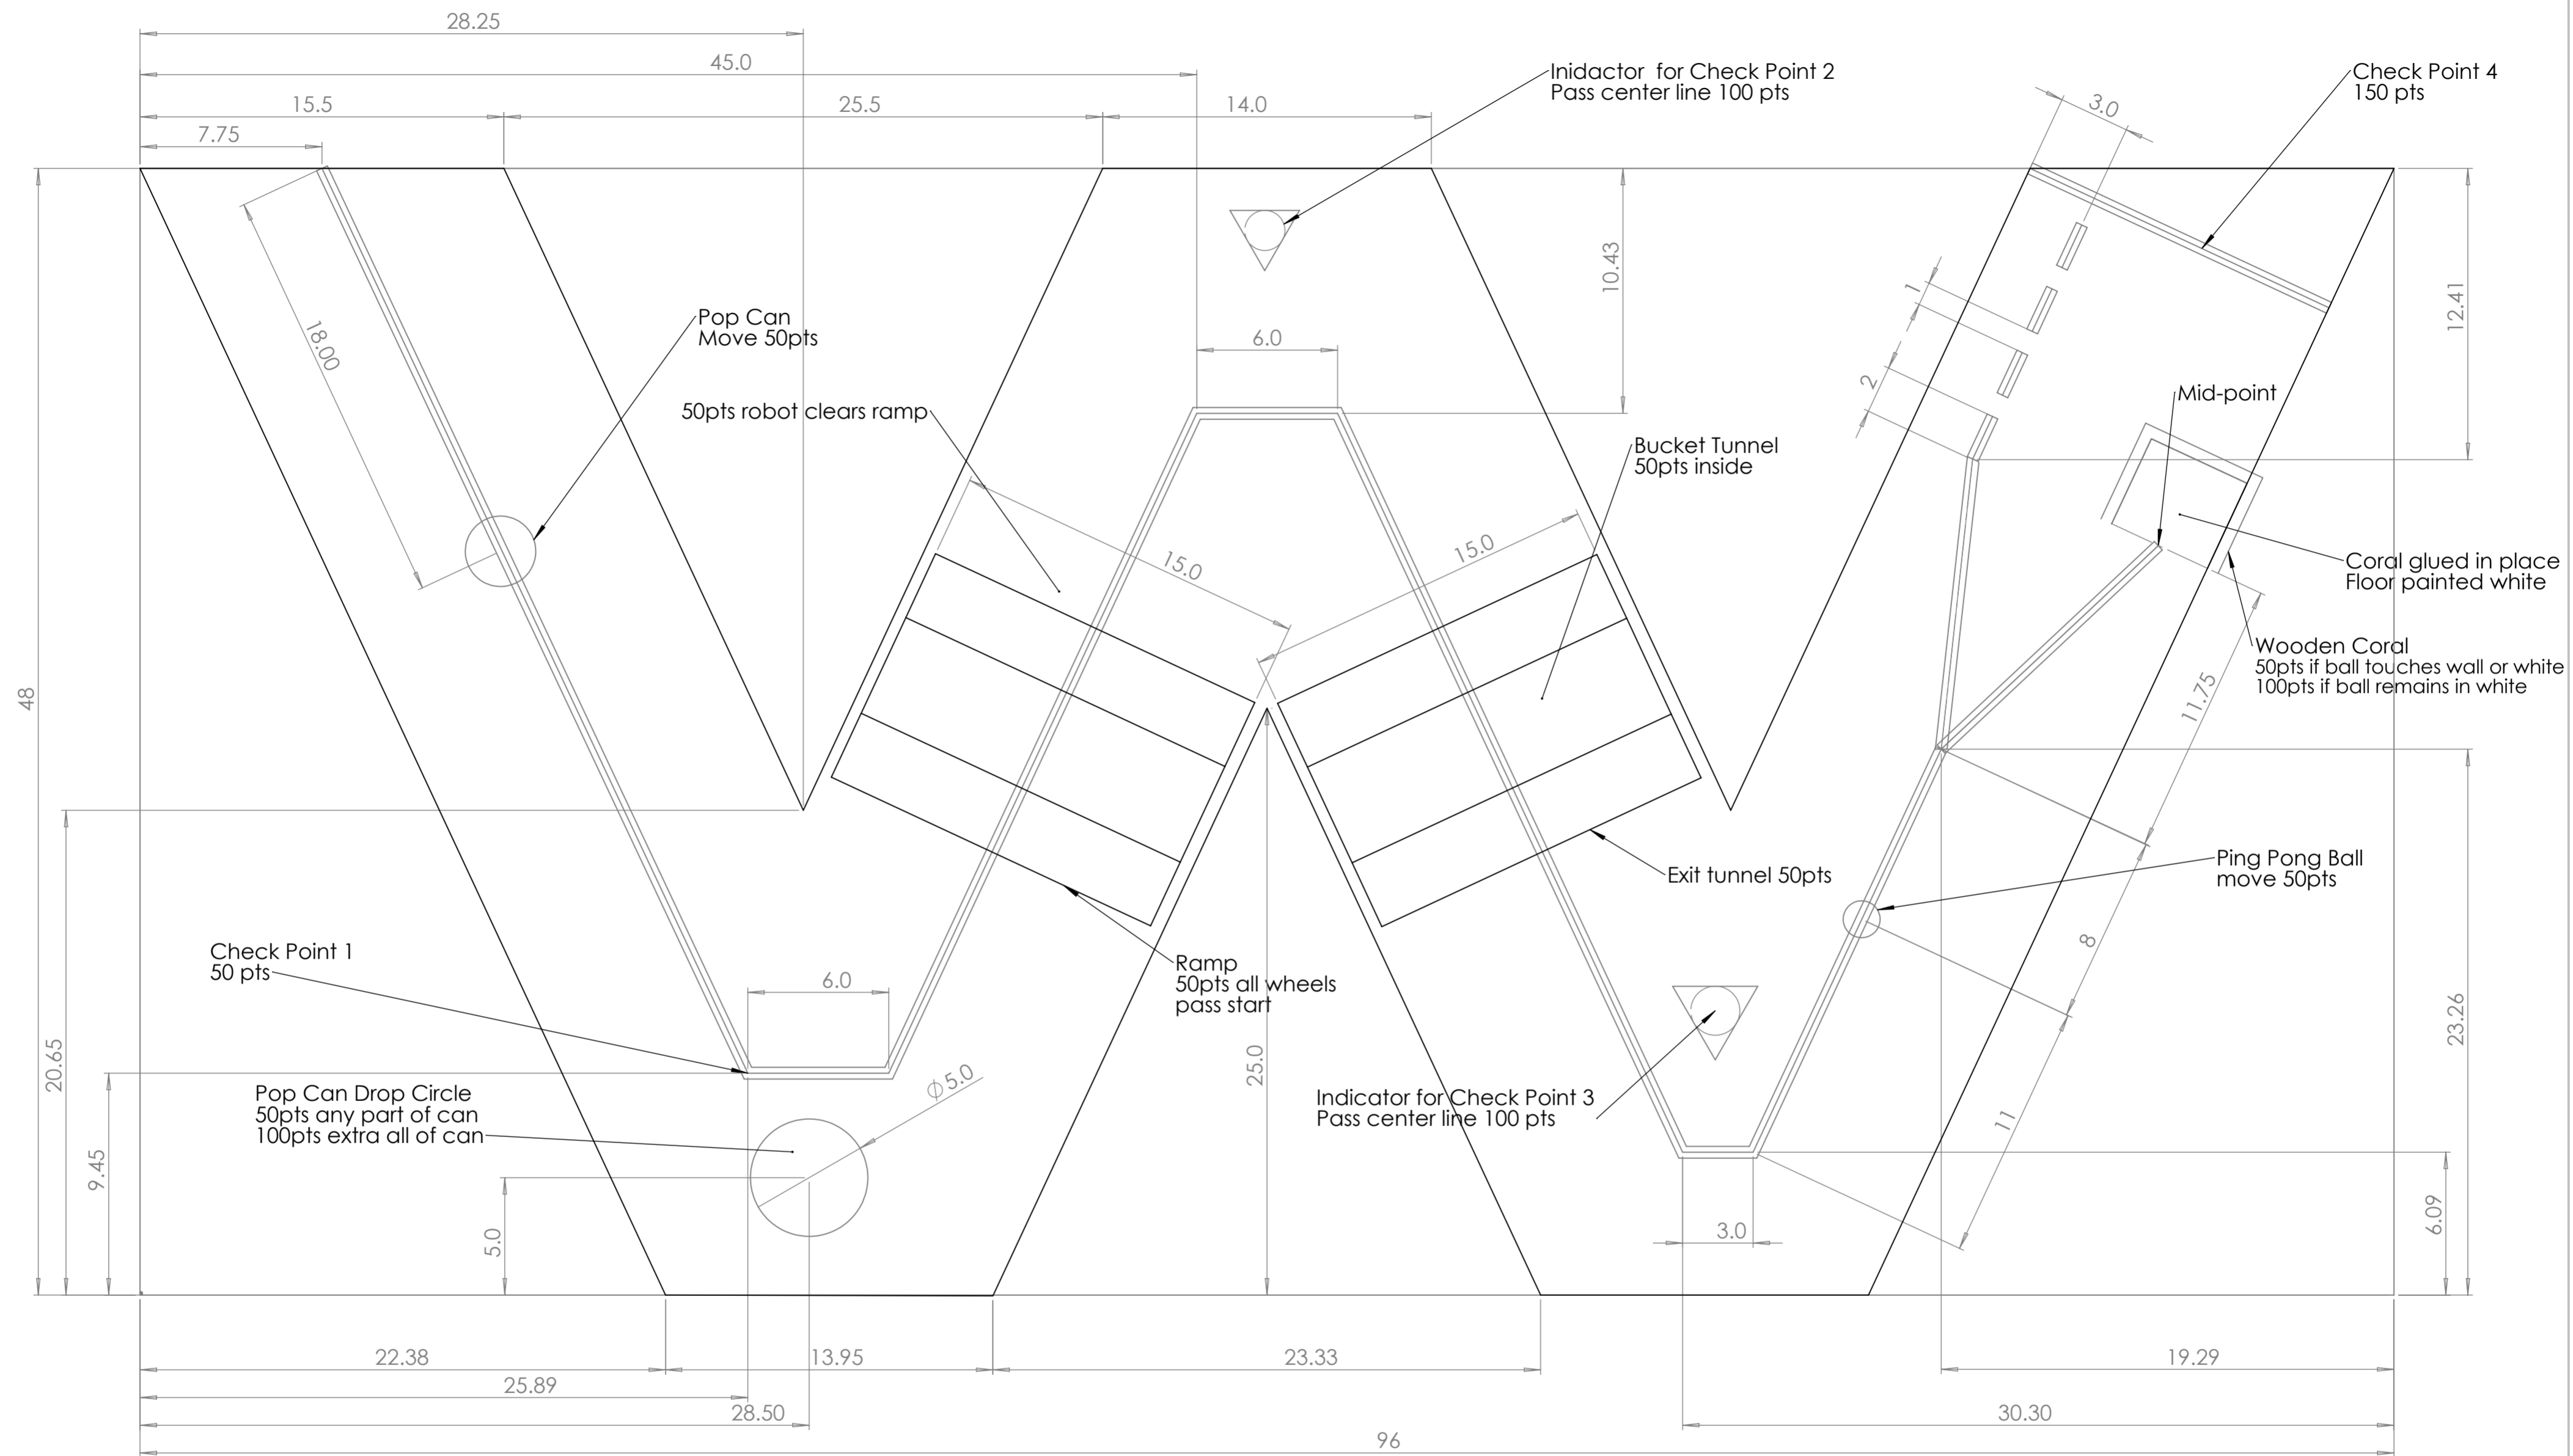 28.25
45.0
15.5
25.5
14.0
7.75
Inidactor for Check Point 2
Pass center line 100 pts
Check Point 4
150 pts
3.0
10.43
12.41
1
2
18.00
Pop Can
Move 50pts
50pts robot clears ramp
6.0
Mid-point
Bucket Tunnel
50pts inside
15.0
15.0
Coral glued in place
Floor painted white
Wooden Coral
50pts if ball touches wall or white
100pts if ball remains in white
11.75
48
Ping Pong Ball
move 50pts
Exit tunnel 50pts
8
Check Point 1
50 pts
6.0
Ramp
50pts all wheels
pass start
23.26
20.65
25.0
Pop Can Drop Circle
50pts any part of can
100pts extra all of can
Ø5.0
Indicator for Check Point 3
Pass center line 100 pts
11
9.45
5.0
3.0
6.09
22.38
13.95
23.33
19.29
25.89
28.50
30.30
96